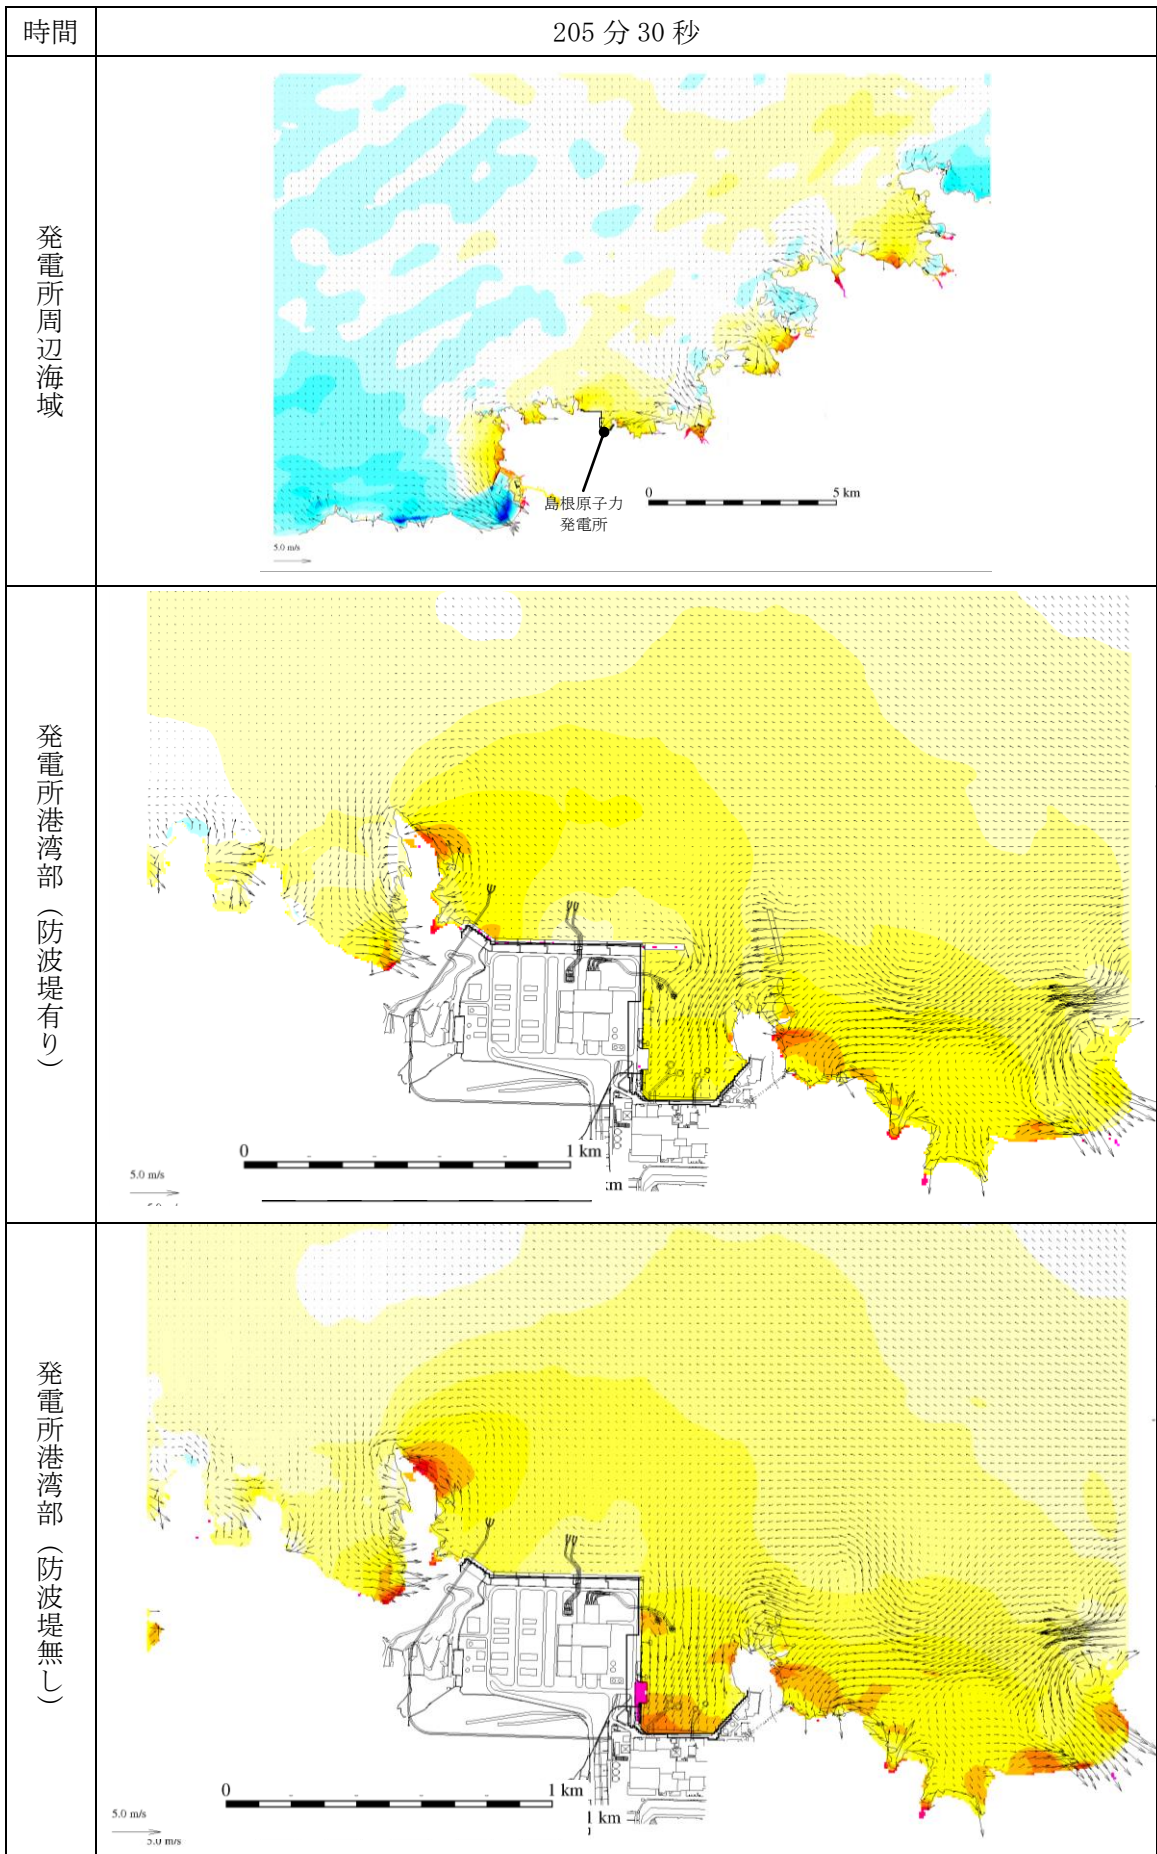 時間
205 分 30 秒
発電所周辺海域
島根原子力
発電所
0
5 km
5.0 m/s
発電所港湾部（防波堤有り）
0
1 km
5.0 m/s
発電所港湾部（防波堤無し）
0
1 km
1 km
5.0 m/s
5.0 m/s